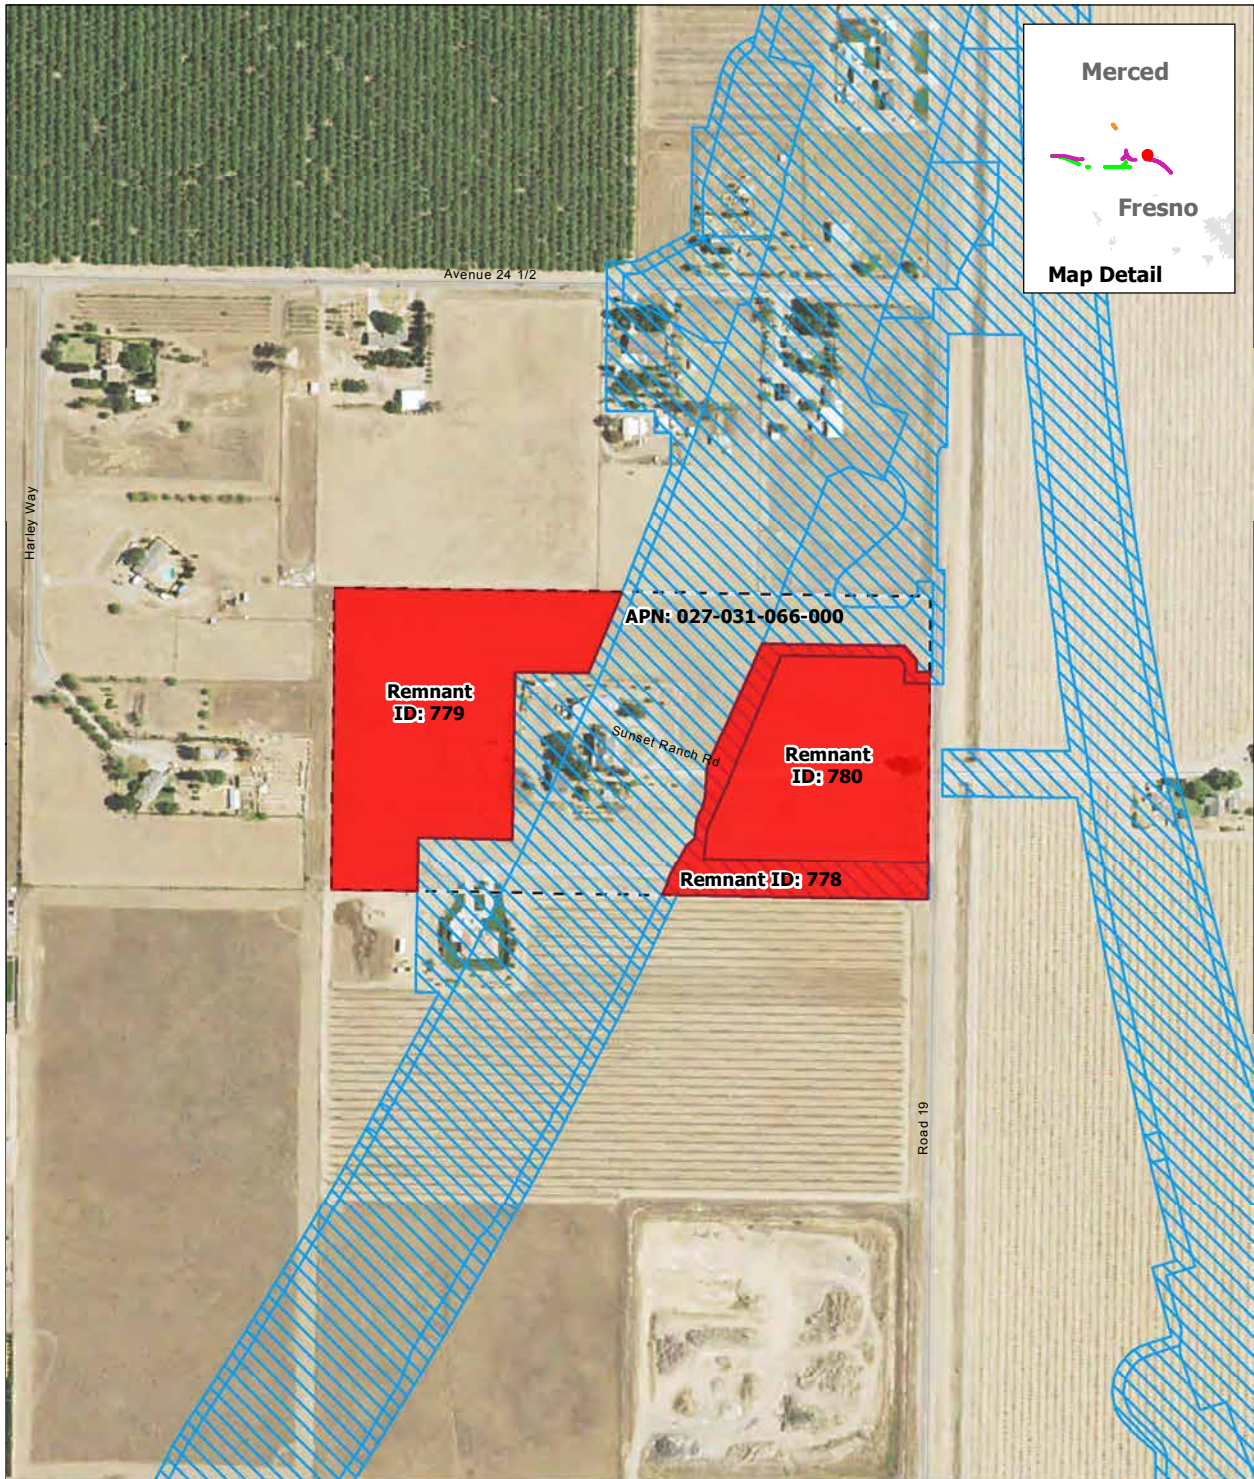 Merced
Fresno
Map Detail
Avenue 24 1/2
Harley Way
APN: 027-031-066-000
Remnant
ID: 779
Sunset Ranch Rd
Remnant
ID: 780
Remnant ID: 778
Road 19